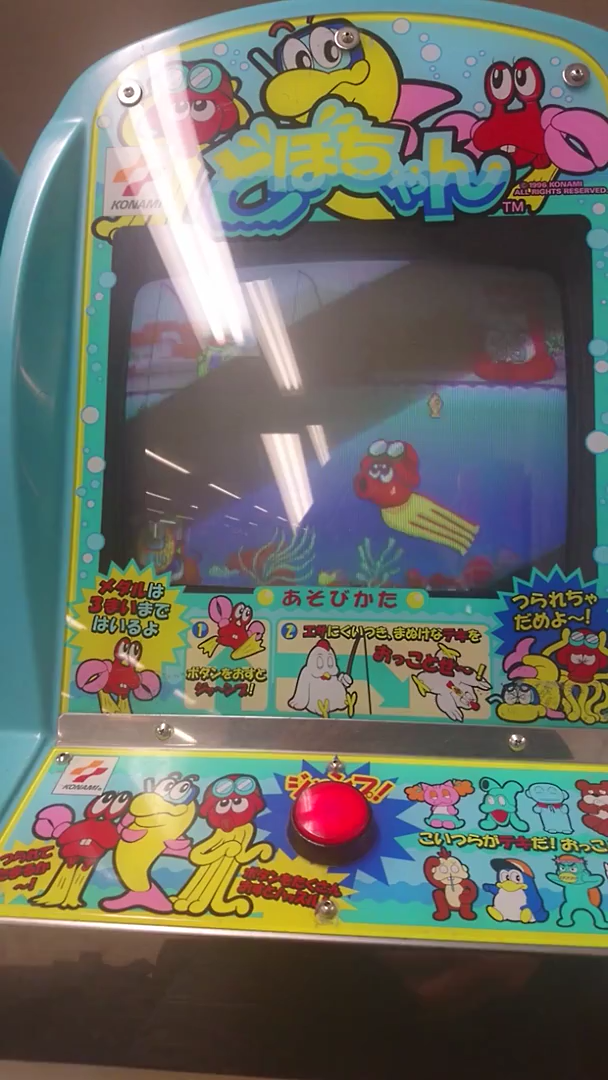 KONAMI
どぼちゃん
TM
© 1996 KONAMI
ALL RIGHTS RESERVED
メダルは
3まいまで
はいるよ
あそびかた
1
ボタンをおすと
ジャ〜ンプ!!
2 エサにくいつき、まぬけなテキを
おっことせ〜〜!
つられちゃ
だめよ〜!
KONAMI
ジャンプ!
こいつらがテキだ! おっこ